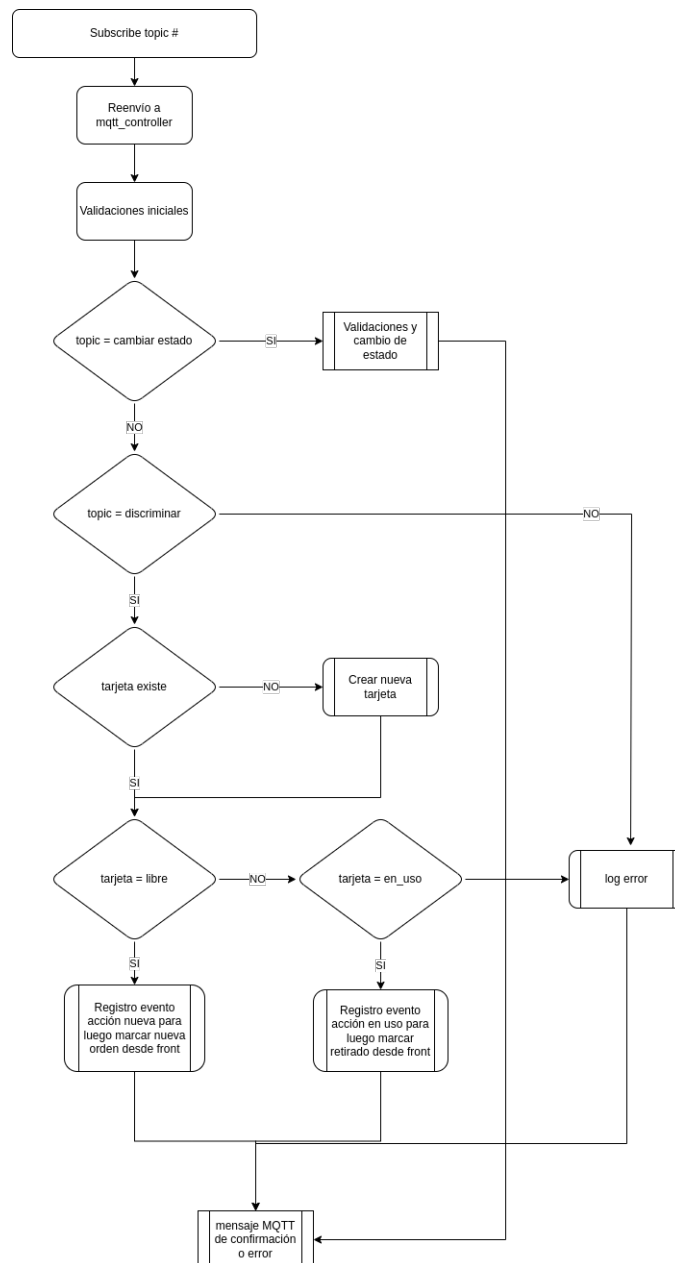 Subscribe topic #
Reenvío a
mqtt_controller
Validaciones iniciales
topic = cambiar estado
SI
Validaciones y
cambio de
estado
NO
topic = discriminar
NO
SI
tarjeta existe
NO
Crear nueva
tarjeta
SI
tarjeta = libre
NO
tarjeta = en_uso
log error
SI
SI
Registro evento
acción nueva para
luego marcar nueva
orden desde front
Registro evento
acción en uso para
luego marcar
retirado desde front
mensaje MQTT
de confirmación
o error